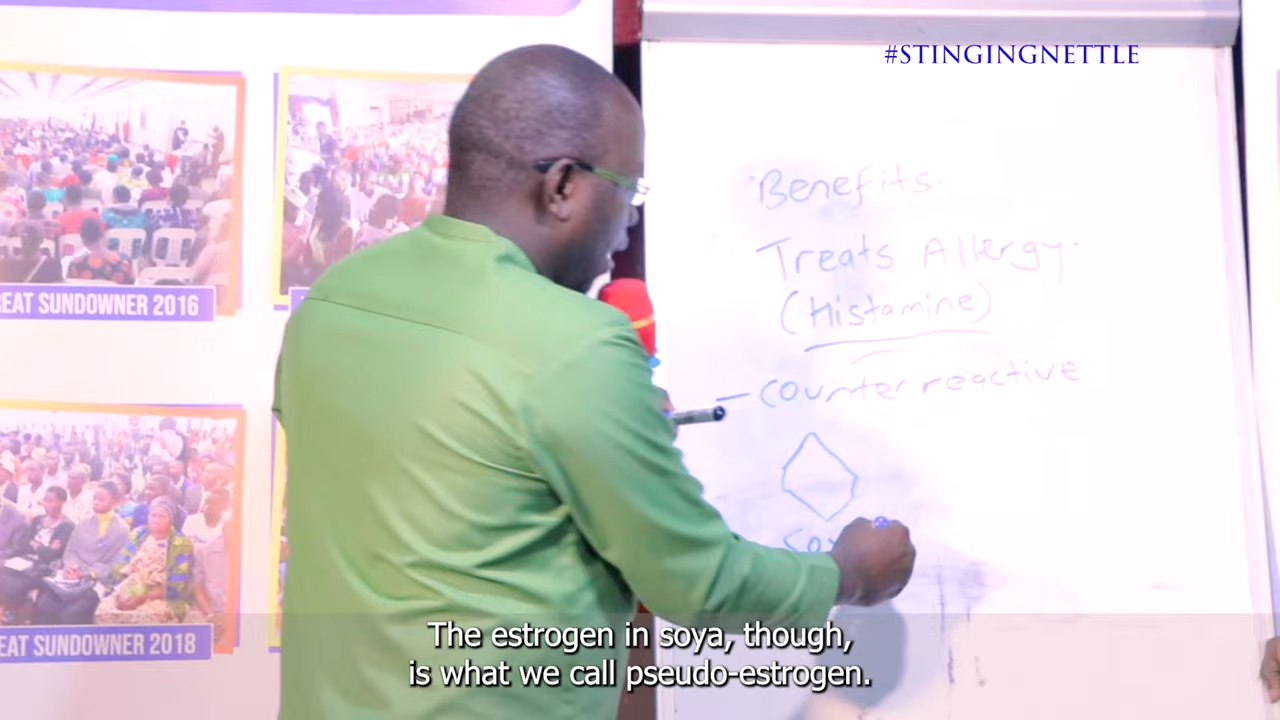 #STINGINGNETTLE
Benefits.
Treats Allergy.
(Histamine)
– counter reactive
EAT SUNDOWNER 2016
EAT SUNDOWNER 2018
The estrogen in soya, though,
is what we call pseudo-estrogen.